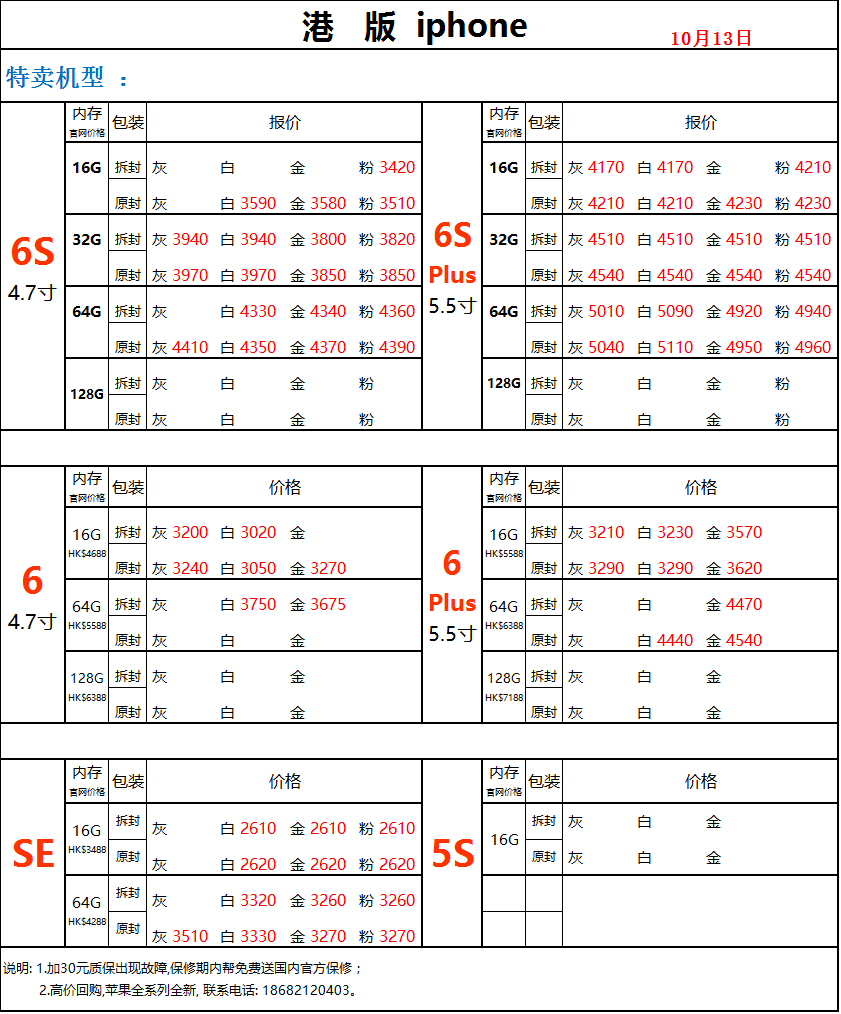 港 版 iphone
10月13日
特卖机型 ：
6S
4.7寸
内存
官网价格
包装
报价
16G
拆封 灰 白 金 粉 3420
原封 灰 白 3590 金 3580 粉 3510
32G
拆封 灰 3940 白 3940 金 3800 粉 3820
原封 灰 3970 白 3970 金 3850 粉 3850
64G
拆封 灰 白 4330 金 4340 粉 4360
原封 灰 4410 白 4350 金 4370 粉 4390
128G
拆封 灰 白 金 粉
原封 灰 白 金 粉
6S
Plus
5.5寸
内存
官网价格
包装
报价
16G
拆封 灰 4170 白 4170 金 粉 4210
原封 灰 4210 白 4210 金 4230 粉 4230
32G
拆封 灰 4510 白 4510 金 4510 粉 4510
原封 灰 4540 白 4540 金 4540 粉 4540
64G
拆封 灰 5010 白 5090 金 4920 粉 4940
原封 灰 5040 白 5110 金 4950 粉 4960
128G
拆封 灰 白 金 粉
原封 灰 白 金 粉
6
4.7寸
内存
官网价格
包装
价格
16G
HK$4688
拆封 灰 3200 白 3020 金
原封 灰 3240 白 3050 金 3270
64G
HK$5588
拆封 灰 白 3750 金 3675
原封 灰 白 金
128G
HK$6388
拆封 灰 白 金
原封 灰 白 金
6
Plus
5.5寸
内存
官网价格
包装
价格
16G
HK$5588
拆封 灰 3210 白 3230 金 3570
原封 灰 3290 白 3290 金 3620
64G
HK$6388
拆封 灰 白 金 4470
原封 灰 白 4440 金 4540
128G
HK$7188
拆封 灰 白 金
原封 灰 白 金
SE
内存
官网价格
包装
价格
16G
HK$3488
拆封 灰 白 2610 金 2610 粉 2610
原封 灰 白 2620 金 2620 粉 2620
64G
HK$4288
拆封 灰 白 3320 金 3260 粉 3260
原封 灰 3510 白 3330 金 3270 粉 3270
5S
内存
官网价格
包装
价格
16G
拆封 灰 白 金
原封 灰 白 金
说明: 1.加30元质保出现故障,保修期内帮免费送国内官方保修；
2.高价回购,苹果全系列全新, 联系电话: 18682120403。